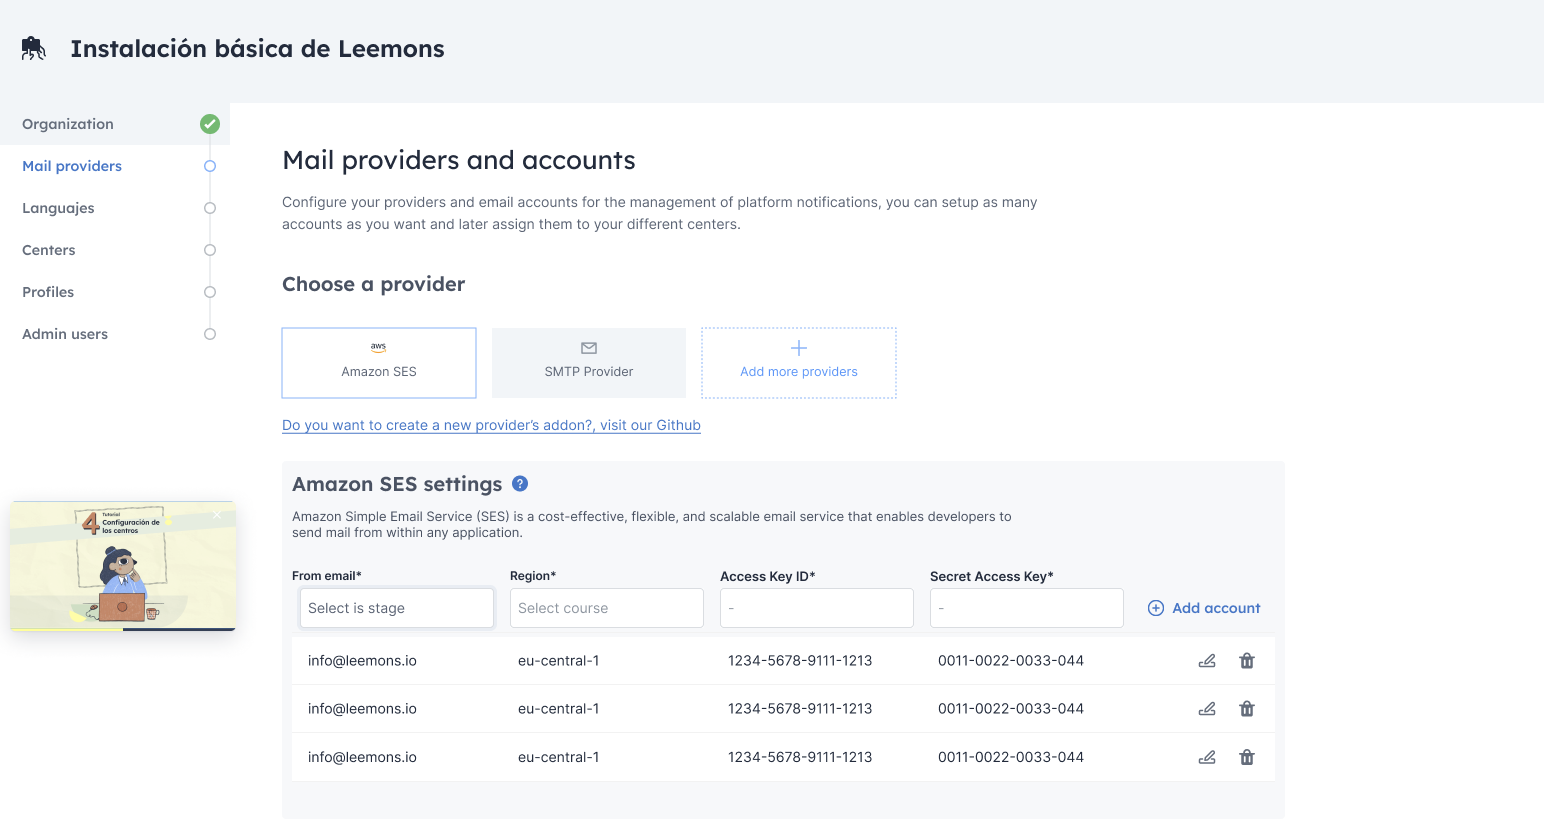 Instalación básica de Leemons
Organization
Mail providers
Languajes
Centers
Profiles
Admin users
Tutorial
4
Configuración de
los centros
Mail providers and accounts
Configure your providers and email accounts for the management of platform notifications, you can setup as many
accounts as you want and later assign them to your different centers.
Choose a provider
aws
Amazon SES
SMTP Provider
Add more providers
Do you want to create a new provider's addon?, visit our Github
Amazon SES settings ?
Amazon Simple Email Service (SES) is a cost-effective, flexible, and scalable email service that enables developers to
send mail from within any application.
From email* Region* Access Key ID* Secret Access Key*
Select is stage Select course - - Add account
info@leemons.io eu-central-1 1234-5678-9111-1213 0011-0022-0033-044
info@leemons.io eu-central-1 1234-5678-9111-1213 0011-0022-0033-044
info@leemons.io eu-central-1 1234-5678-9111-1213 0011-0022-0033-044